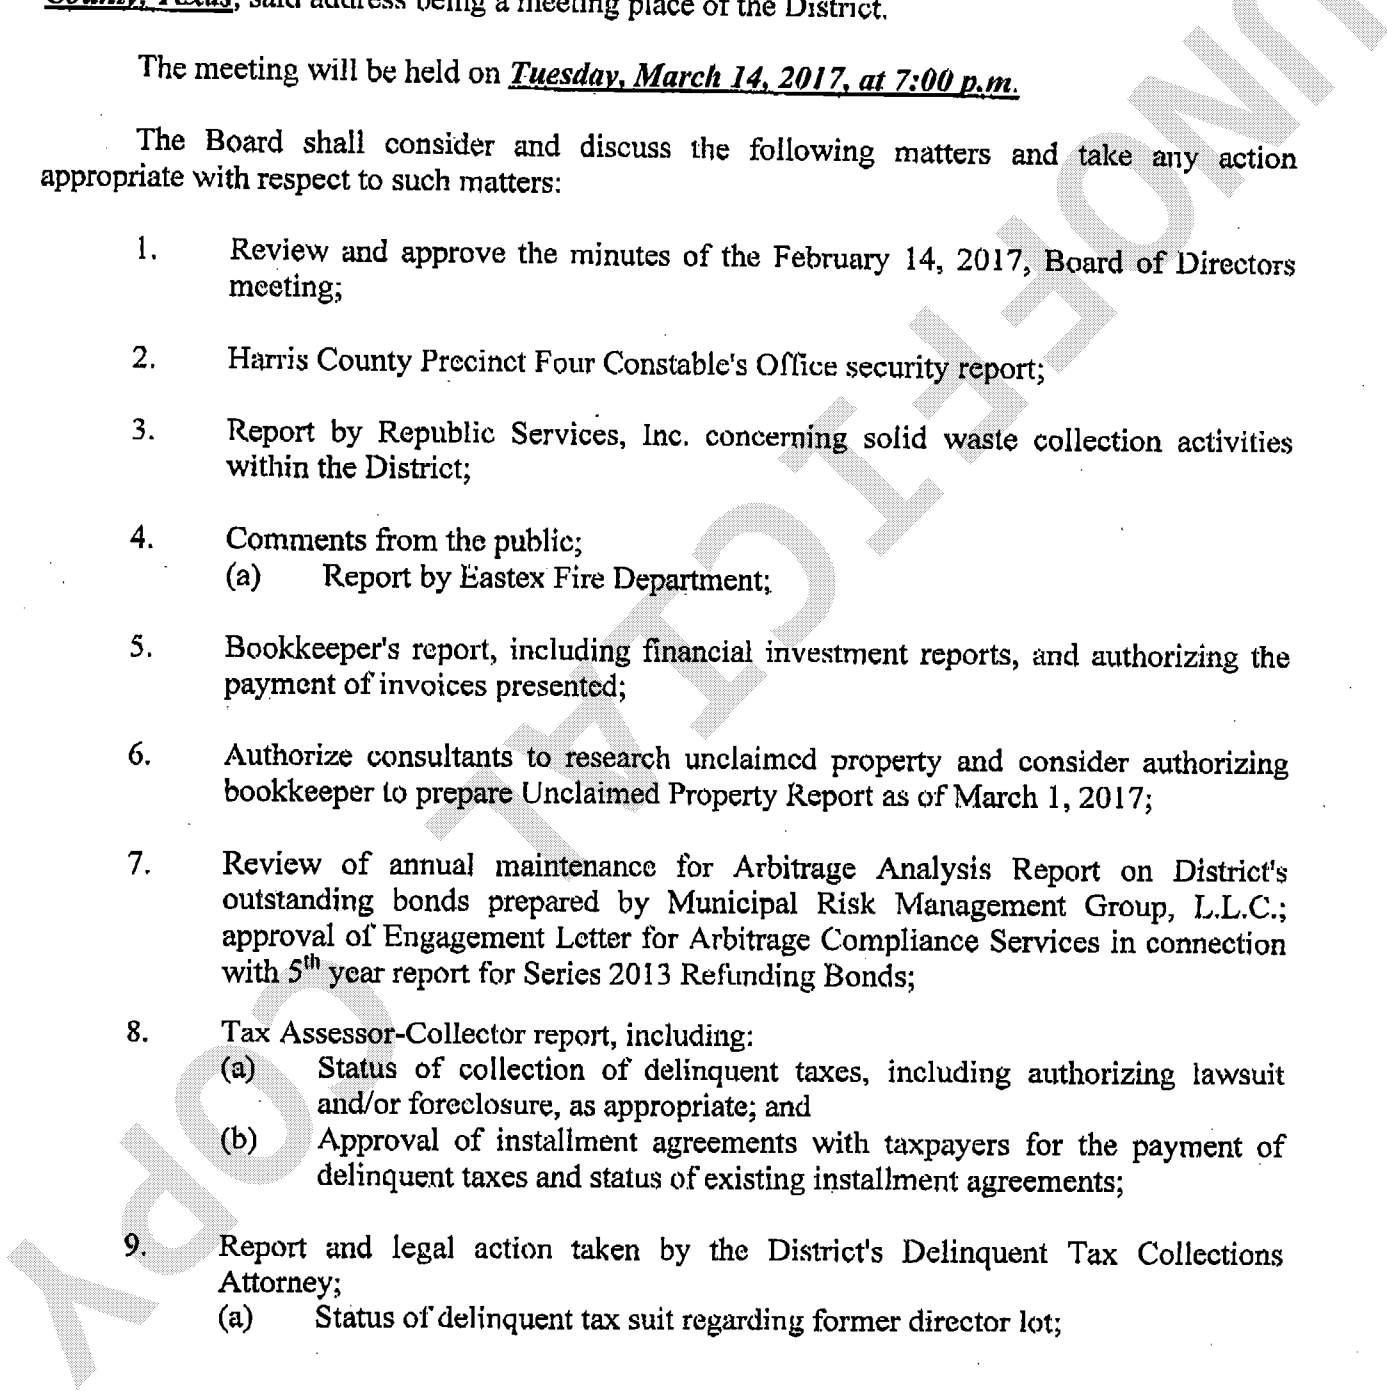 County, Texas, said address being a meeting place of the District.
The meeting will be held on Tuesday, March 14, 2017, at 7:00 p.m.
The Board shall consider and discuss the following matters and take any action
appropriate with respect to such matters:
1. Review and approve the minutes of the February 14, 2017, Board of Directors
meeting;
2. Harris County Precinct Four Constable's Office security report;
3. Report by Republic Services, Inc. concerning solid waste collection activities
within the District;
4. Comments from the public;
(a) Report by Eastex Fire Department;
5. Bookkeeper's report, including financial investment reports, and authorizing the
payment of invoices presented;
6. Authorize consultants to research unclaimed property and consider authorizing
bookkeeper to prepare Unclaimed Property Report as of March 1, 2017;
7. Review of annual maintenance for Arbitrage Analysis Report on District's
outstanding bonds prepared by Municipal Risk Management Group, L.L.C.;
approval of Engagement Letter for Arbitrage Compliance Services in connection
with 5th year report for Series 2013 Refunding Bonds;
8. Tax Assessor-Collector report, including:
(a) Status of collection of delinquent taxes, including authorizing lawsuit
and/or foreclosure, as appropriate; and
(b) Approval of installment agreements with taxpayers for the payment of
delinquent taxes and status of existing installment agreements;
9. Report and legal action taken by the District's Delinquent Tax Collections
Attorney;
(a) Status of delinquent tax suit regarding former director lot;
UNOFFICIAL COPY